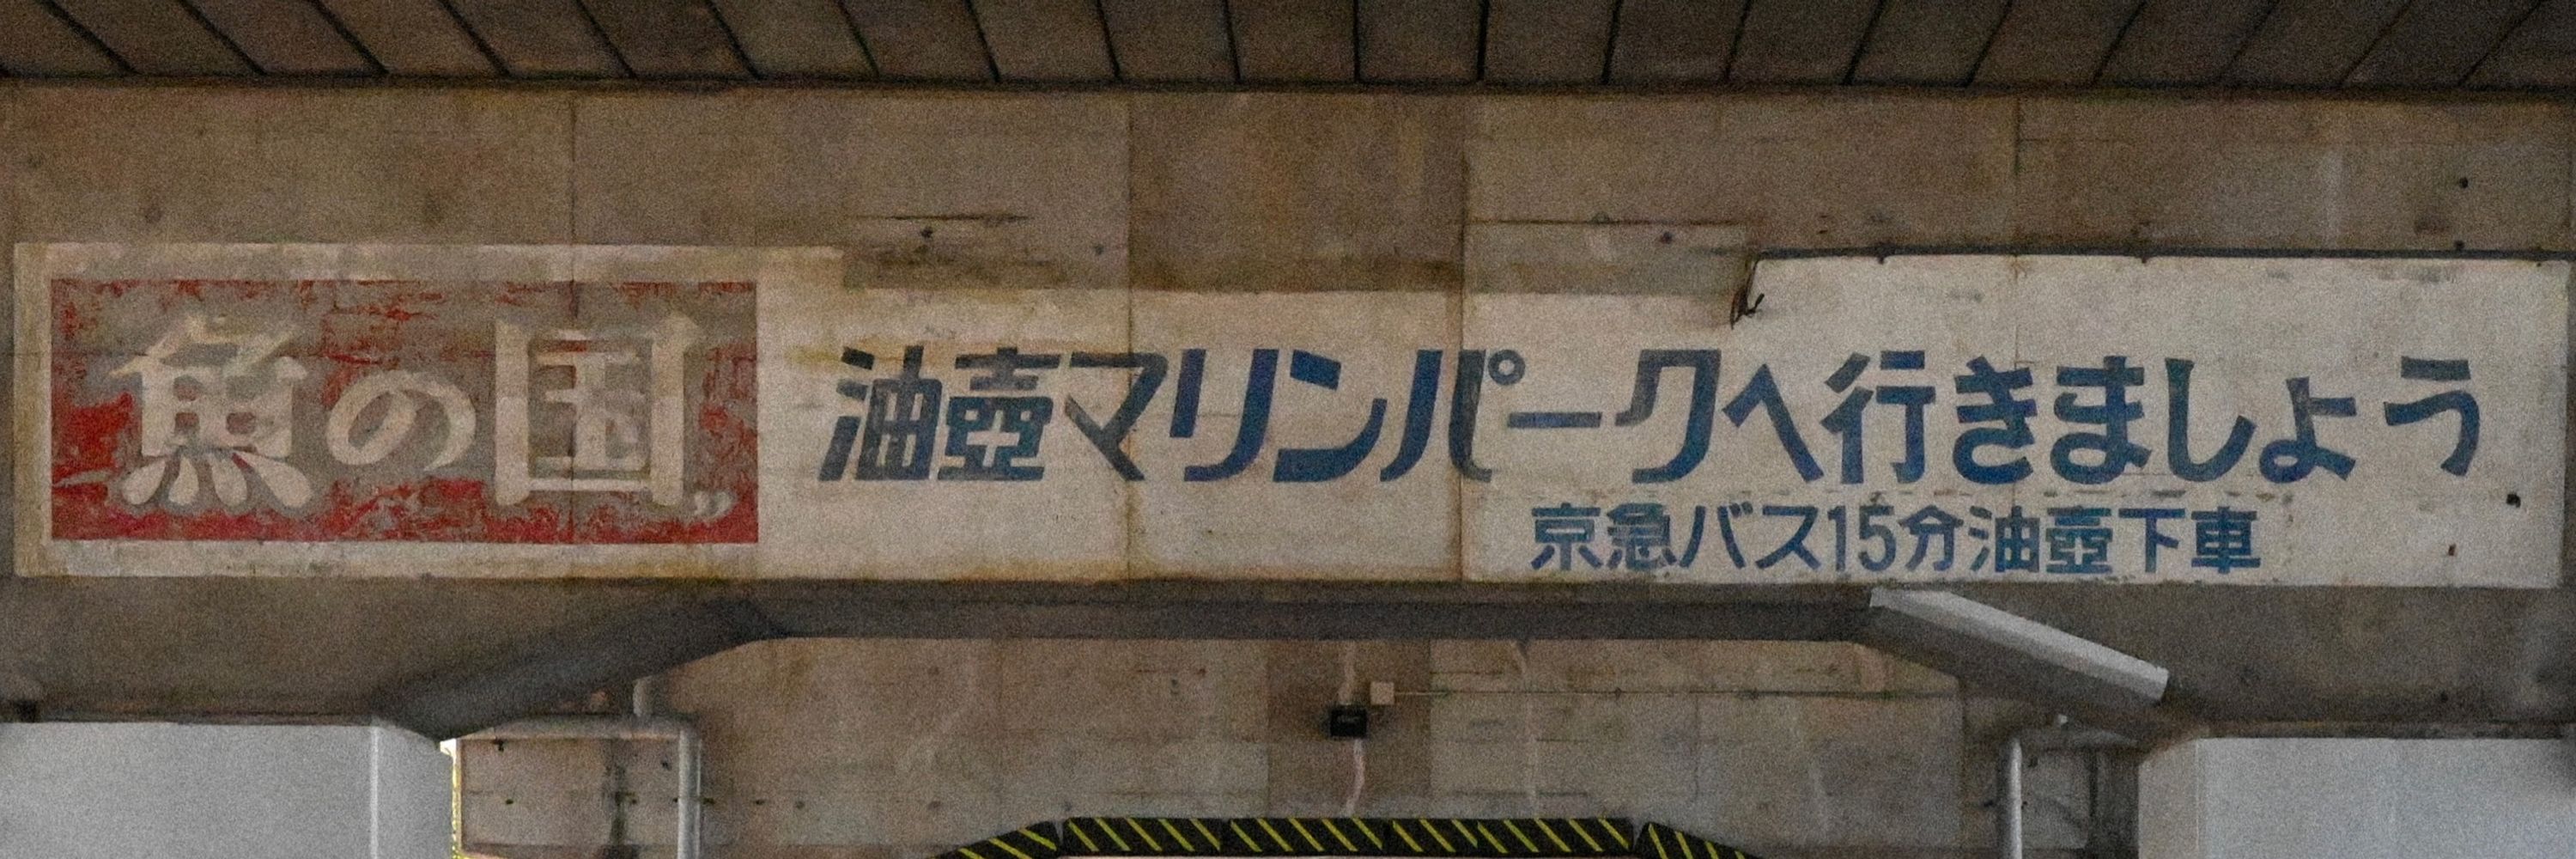 魚の国〟
油壺マリンパークへ行きましょう
京急バス15分油壺下車